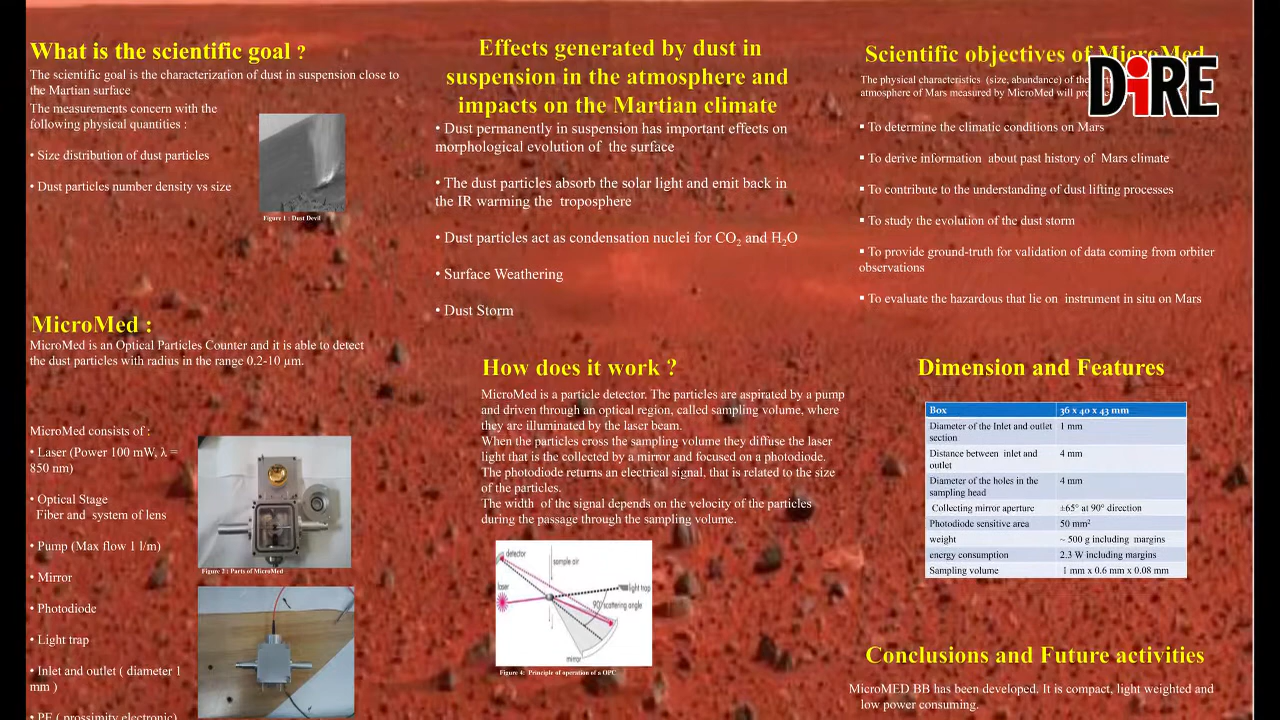 What is the scientific goal ?
The scientific goal is the characterization of dust in suspension close to
the Martian surface
The measurements concern with the
following physical quantities :
• Size distribution of dust particles
• Dust particles number density vs size
Figure 1 : Dust Devil
MicroMed :
MicroMed is an Optical Particles Counter and it is able to detect
the dust particles with radius in the range 0.2-10 µm.
MicroMed consists of :
• Laser (Power 100 mW, λ =
850 nm)
• Optical Stage
Fiber and system of lens
• Pump (Max flow 1 l/m)
• Mirror
• Photodiode
• Light trap
• Inlet and outlet ( diameter 1
mm )
• PE ( prossimity electronic)
Parts of MicroMed
Effects generated by dust in
suspension in the atmosphere and
impacts on the Martian climate
• Dust permanently in suspension has important effects on
morphological evolution of the surface
• The dust particles absorb the solar light and emit back in
the IR warming the troposphere
• Dust particles act as condensation nuclei for CO₂ and H₂O
• Surface Weathering
• Dust Storm
How does it work ?
MicroMed is a particle detector. The particles are aspirated by a pump
and driven through an optical region, called sampling volume, where
they are illuminated by the laser beam.
When the particles cross the sampling volume they diffuse the laser
light that is the collected by a mirror and focused on a photodiode.
The photodiode returns an electrical signal, that is related to the size
of the particles.
The width of the signal depends on the velocity of the particles
during the passage through the sampling volume.
detector
sample air
laser
light trap
90° scattering angle
mirror
Figure 4: Principle of operation of a OPC
Scientific objectives of MicroMed
DiRE
The physical characteristics (size, abundance) of the
atmosphere of Mars measured by MicroMed will
▪ To determine the climatic conditions on Mars
▪ To derive information about past history of Mars climate
▪ To contribute to the understanding of dust lifting processes
▪ To study the evolution of the dust storm
▪ To provide ground-truth for validation of data coming from orbiter
observations
▪ To evaluate the hazardous that lie on instrument in situ on Mars
Dimension and Features
Box 36 x 40 x 43 mm
Diameter of the Inlet and outlet section 1 mm
Distance between inlet and outlet 4 mm
Diameter of the holes in the sampling head 4 mm
Collecting mirror aperture ±65° at 90° direction
Photodiode sensitive area 50 mm²
weight ~ 500 g including margins
energy consumption 2.3 W including margins
Sampling volume 1 mm x 0.6 mm x 0.08 mm
Conclusions and Future activities
MicroMED BB has been developed. It is compact, light weighted and
low power consuming.